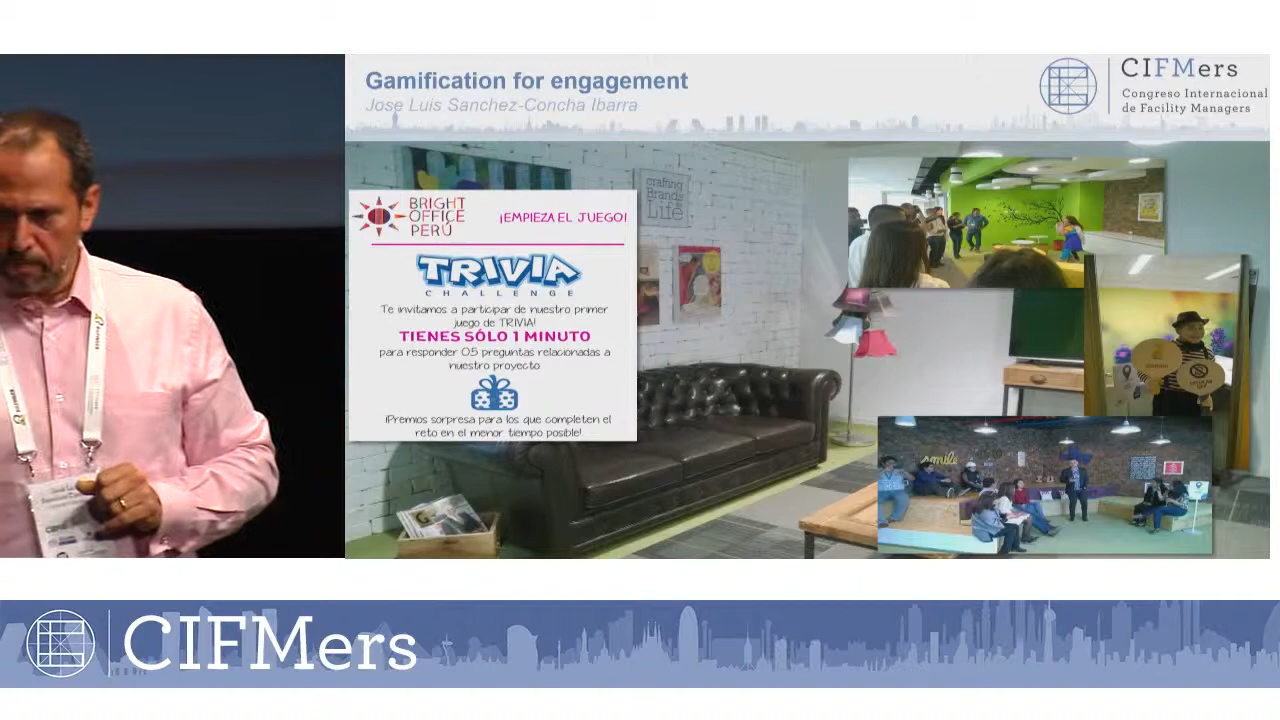 Gamification for engagement
Jose Luis Sanchez-Concha Ibarra
CIFMers
Congreso Internacional
de Facility Managers
BRIGHT
OFFICE
PERÚ
¡EMPIEZA EL JUEGO!
TRIVIA
CHALLENGE
Te invitamos a participar de nuestro primer
juego de TRIVIA!
TIENES SÓLO 1 MINUTO
para responder 05 preguntas relacionadas a
nuestro proyecto.
¡Premios sorpresa para los que completen el
reto en el menor tiempo posible!
crafting
Brands
for
Life
smile
CIFMers